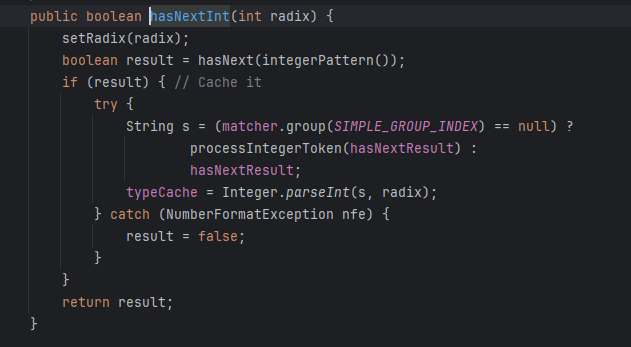 public boolean hasNextInt(int radix) {
    setRadix(radix);
    boolean result = hasNext(integerPattern());
    if (result) { // Cache it
        try {
            String s = (matcher.group(SIMPLE_GROUP_INDEX) == null) ?
                    processIntegerToken(hasNextResult) :
                    hasNextResult;
            typeCache = Integer.parseInt(s, radix);
        } catch (NumberFormatException nfe) {
            result = false;
        }
    }
    return result;
}